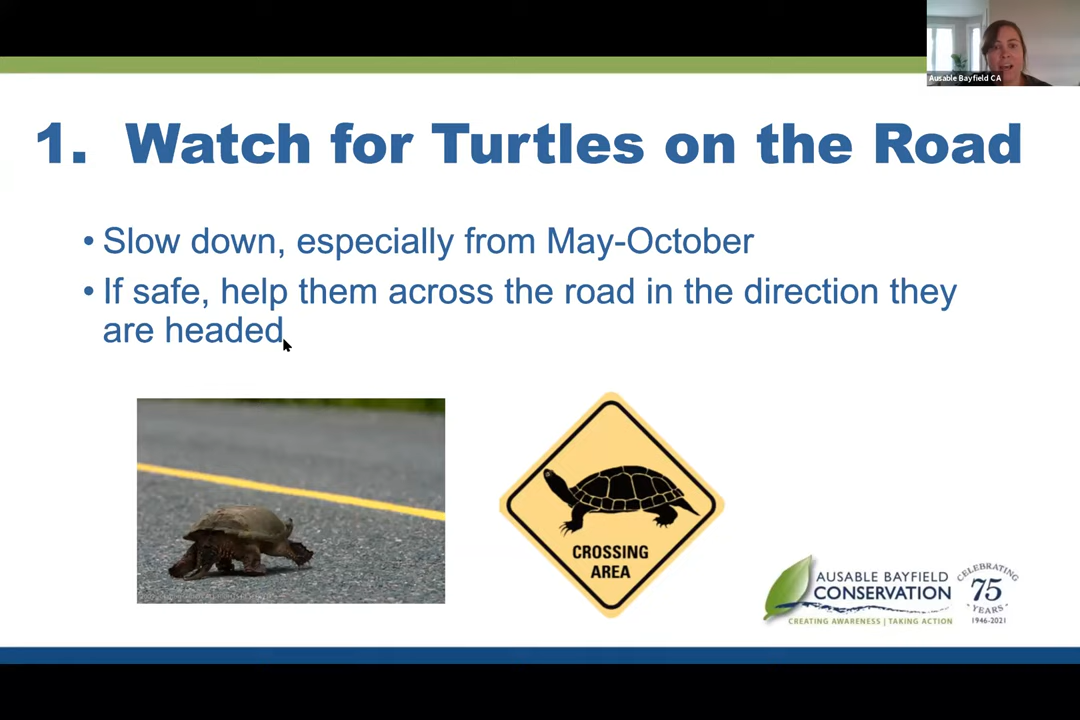 Ausable Bayfield CA
1. Watch for Turtles on the Road
• Slow down, especially from May-October
• If safe, help them across the road in the direction they
are headed
CROSSING
AREA
AUSABLE BAYFIELD
CONSERVATION
CREATING AWARENESS | TAKING ACTION
CELEBRATING
75
- YEARS -
1946-2021